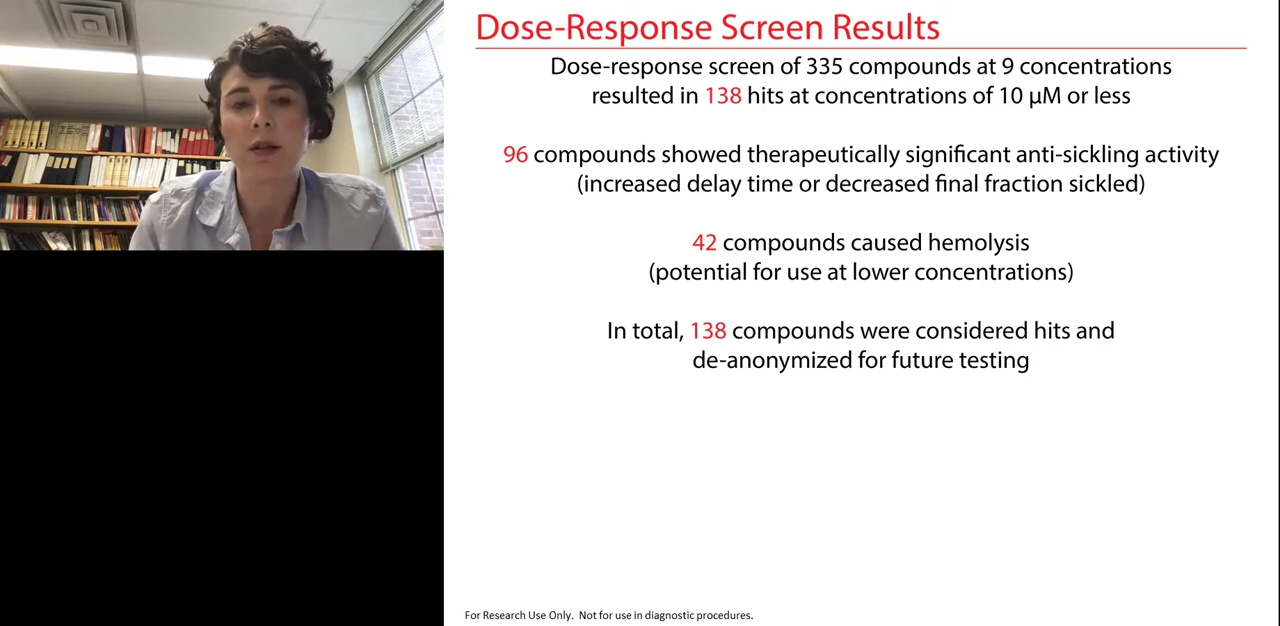 Dose-Response Screen Results
Dose-response screen of 335 compounds at 9 concentrations
resulted in 138 hits at concentrations of 10 µM or less
96 compounds showed therapeutically significant anti-sickling activity
(increased delay time or decreased final fraction sickled)
42 compounds caused hemolysis
(potential for use at lower concentrations)
In total, 138 compounds were considered hits and
de-anonymized for future testing
For Research Use Only.  Not for use in diagnostic procedures.